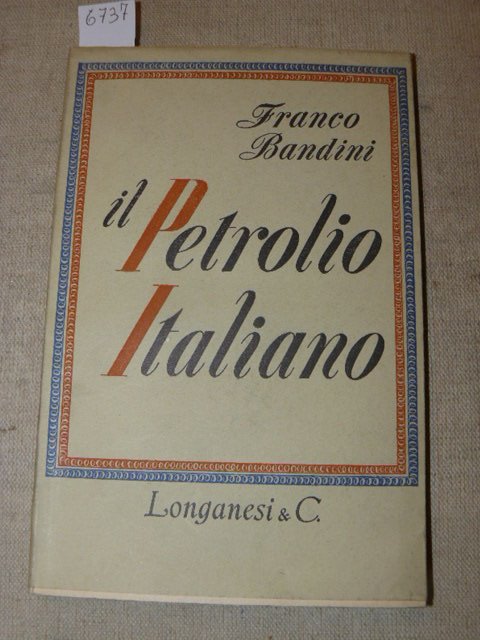 6737
Franco
Bandini
il Petrolio
Italiano
Longanesi & C.